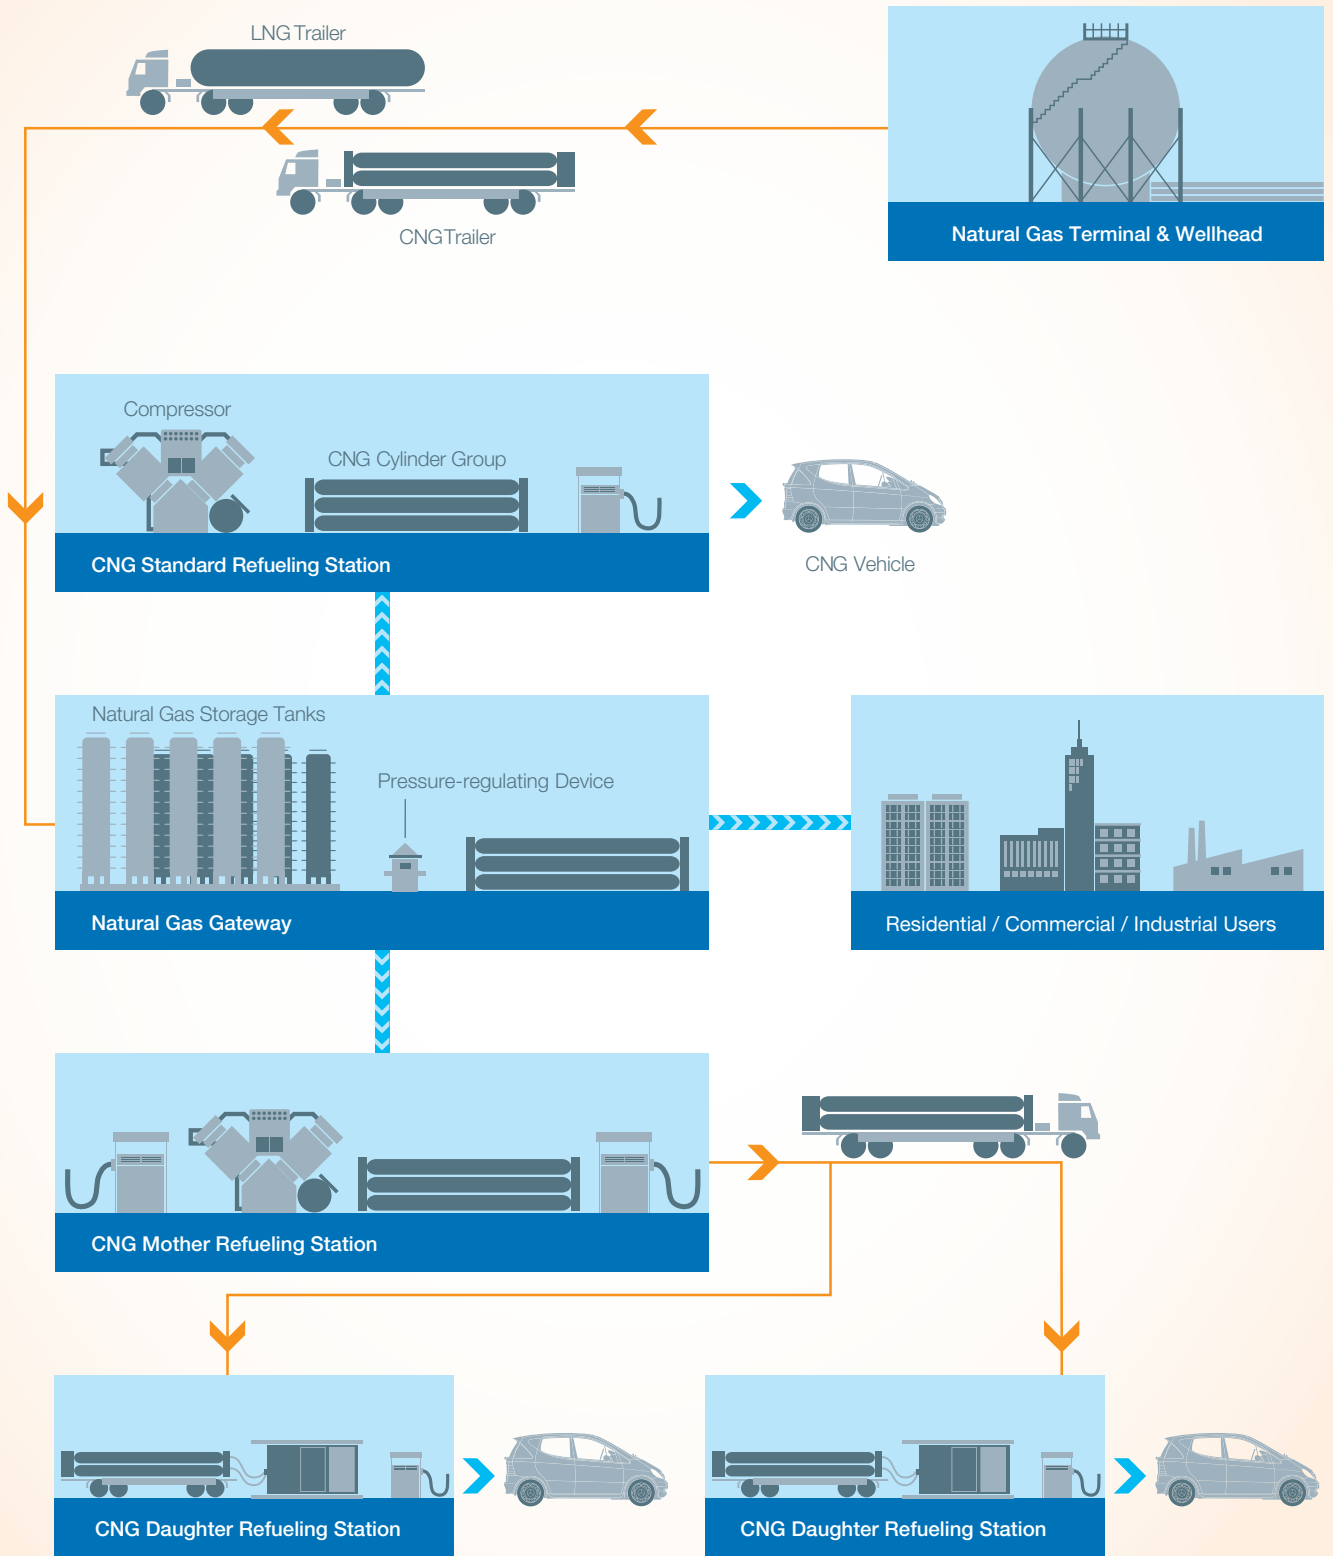 LNG Trailer
CNG Trailer
Natural Gas Terminal & Wellhead
Compressor
CNG Cylinder Group
CNG Standard Refueling Station
CNG Vehicle
Natural Gas Storage Tanks
Pressure-regulating Device
Natural Gas Gateway
Residential / Commercial / Industrial Users
CNG Mother Refueling Station
CNG Daughter Refueling Station
CNG Daughter Refueling Station